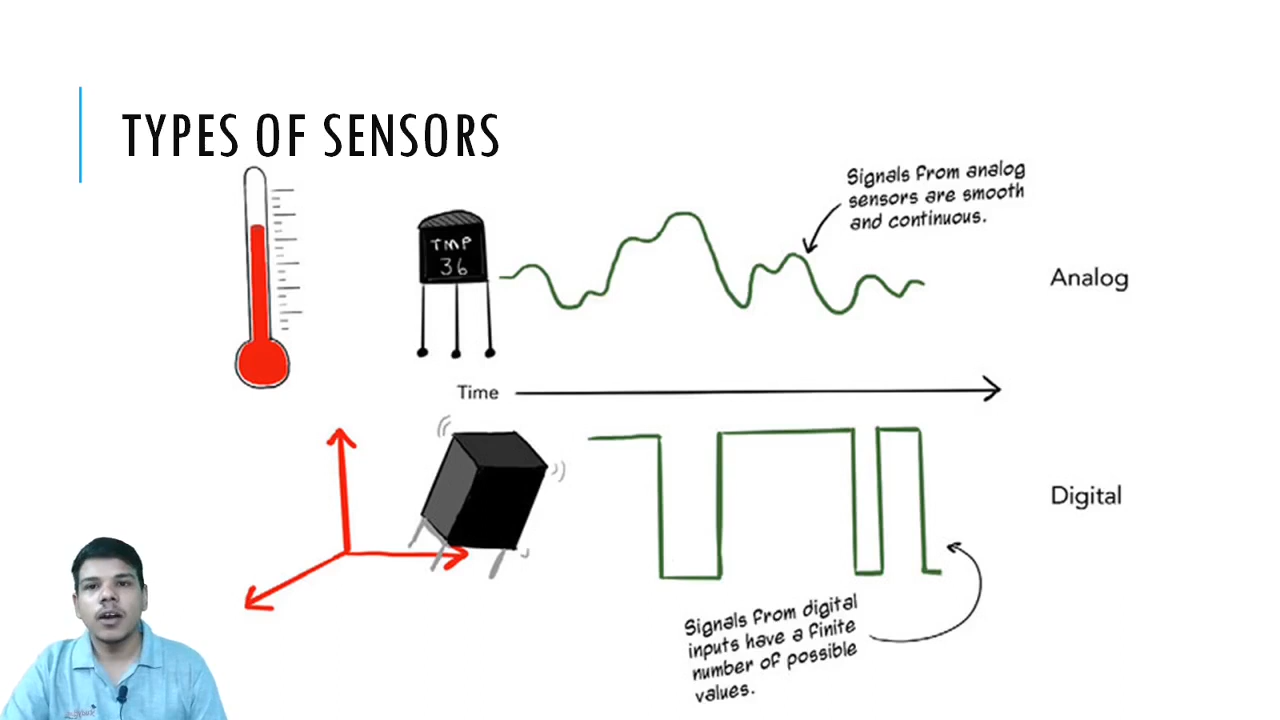 TYPES OF SENSORS
Signals from analog
sensors are smooth
and continuous.
TMP
36
Analog
Time
Digital
Signals from digital
inputs have a finite
number of possible
values.